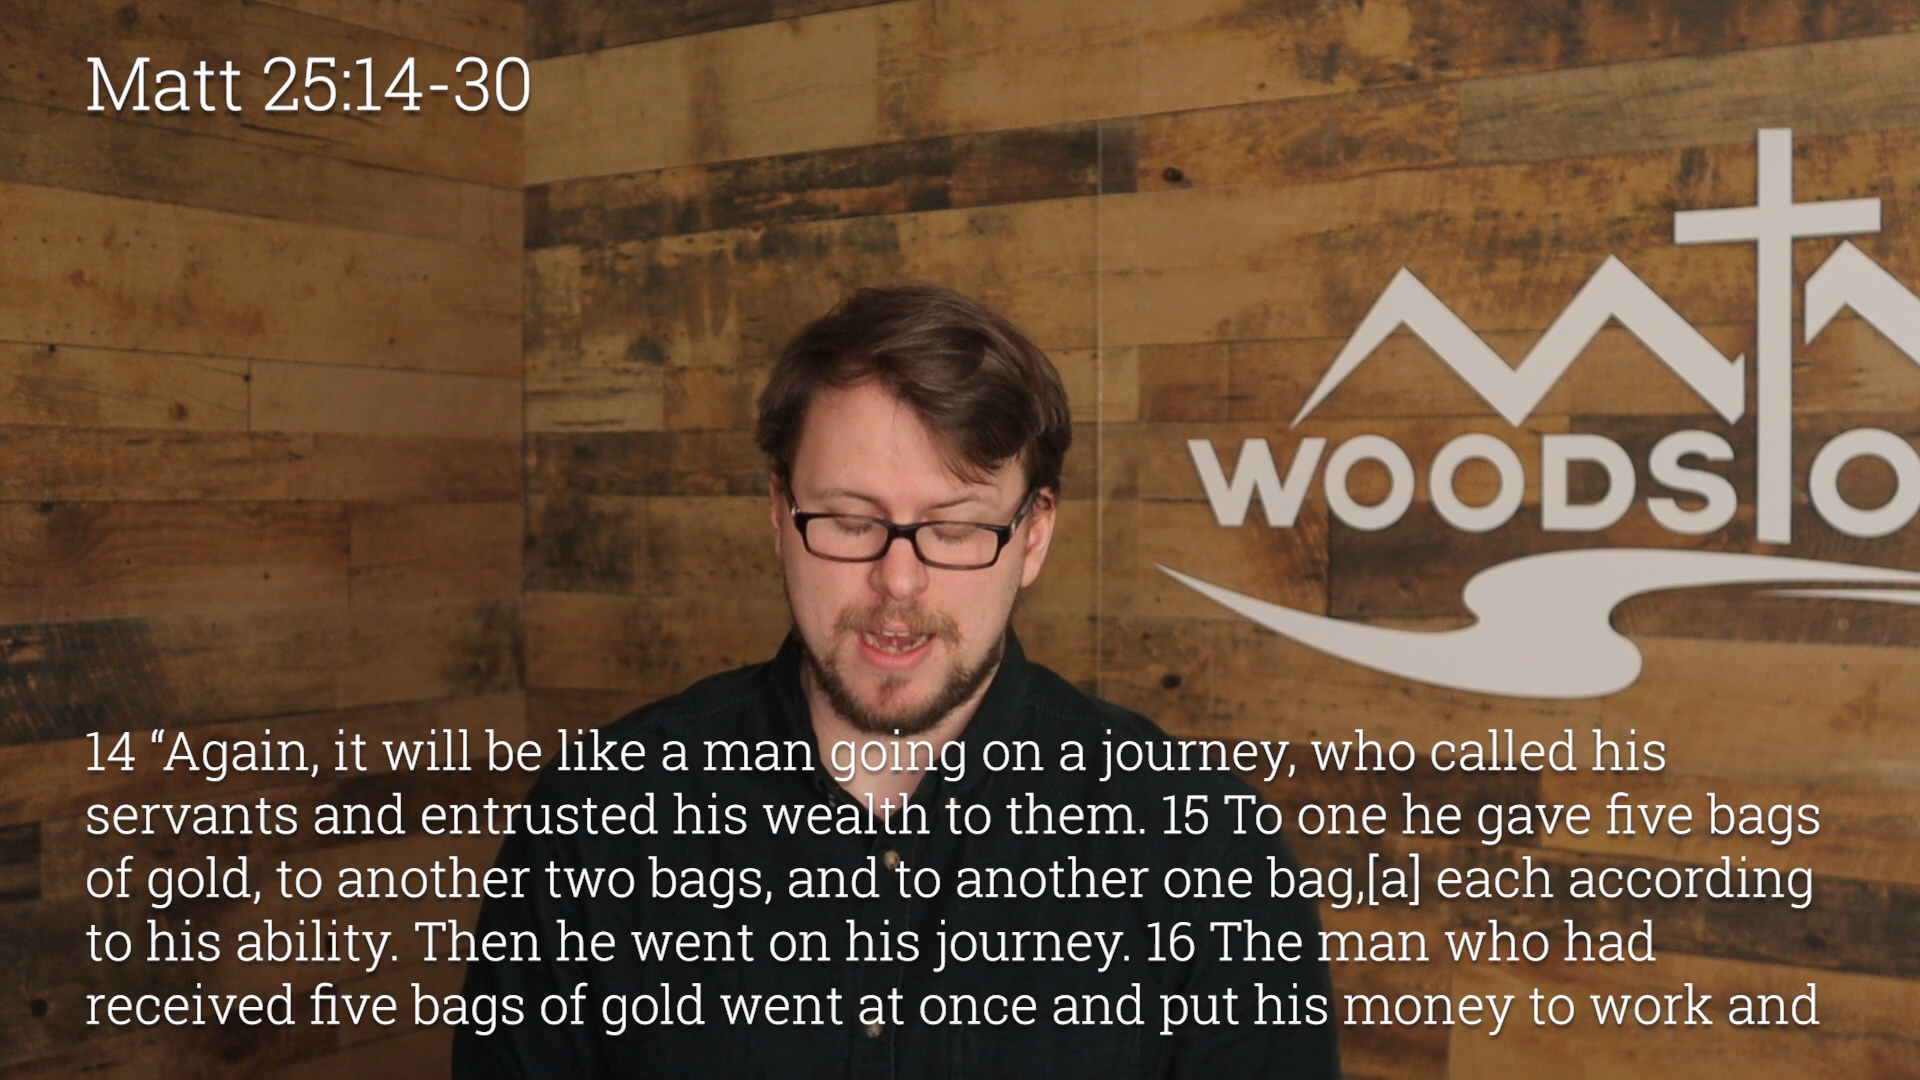 Matt 25:14-30
WOODSTO
14 “Again, it will be like a man going on a journey, who called his
servants and entrusted his wealth to them. 15 To one he gave five bags
of gold, to another two bags, and to another one bag,[a] each according
to his ability. Then he went on his journey. 16 The man who had
received five bags of gold went at once and put his money to work and